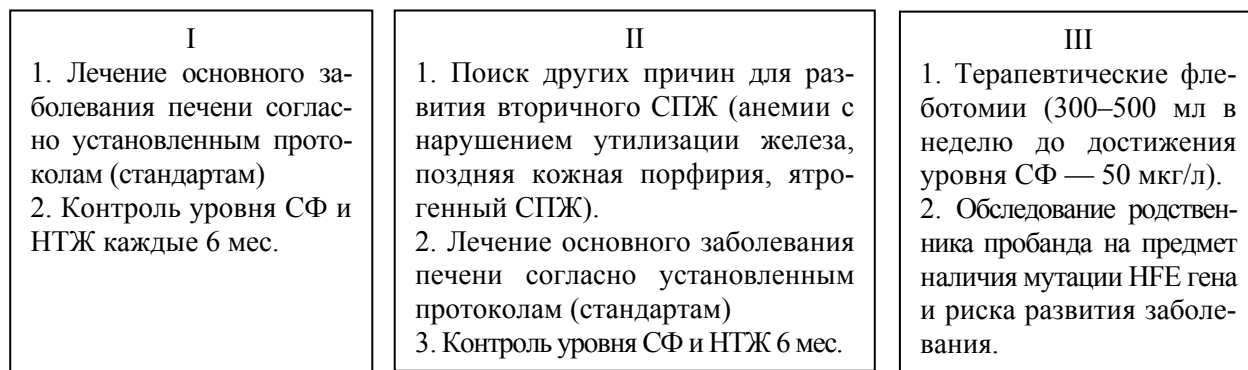 I
1. Лечение основного за-
болевания печени соглас-
но установленным прото-
колам (стандартам)
2. Контроль уровня СФ и
НТЖ каждые 6 мес.
II
1. Поиск других причин для раз-
вития вторичного СПЖ (анемии с
нарушением утилизации железа,
поздняя кожная порфирия, ятро-
генный СПЖ).
2. Лечение основного заболевания
печени согласно установленным
протоколам (стандартам)
3. Контроль уровня СФ и НТЖ 6 мес.
III
1. Терапевтические фле-
ботомии (300–500 мл в
неделю до достижения
уровня СФ — 50 мкг/л).
2. Обследование родствен-
ника пробанда на предмет
наличия мутации HFE гена
и риска развития заболе-
вания.